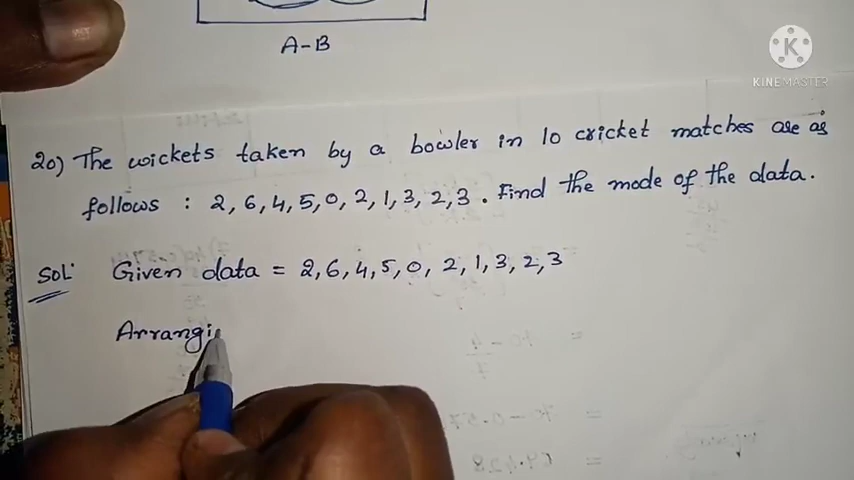 A-B
K
KINEMASTER
20) The wickets taken by a bowler in 10 cricket matches are as
follows : 2, 6, 4, 5, 0, 2, 1, 3, 2, 3 . Find the mode of the data.
Sol: Given data = 2, 6, 4, 5, 0, 2, 1, 3, 2, 3
Arrangi